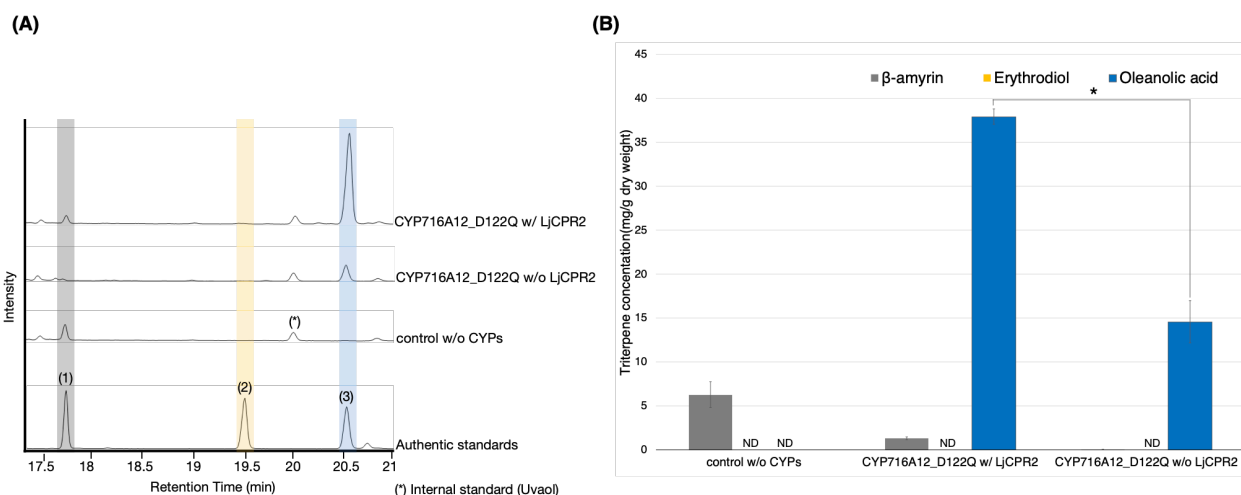 (A)
Intensity
CYP716A12_D122Q w/ LjCPR2
CYP716A12_D122Q w/o LjCPR2
(*)
control w/o CYPs
(1)
(2)
(3)
Authentic standards
17.5 18 18.5 19 19.5 20 20.5 21
Retention Time (min)
(*) Internal standard (Uvaol)
(B)
Triterpene concentration(mg/g dry weight)
45
40
35
30
25
20
15
10
5
0
β-amyrin Erythrodiol Oleanolic acid
*
ND ND ND ND
control w/o CYPs CYP716A12_D122Q w/ LjCPR2 CYP716A12_D122Q w/o LjCPR2